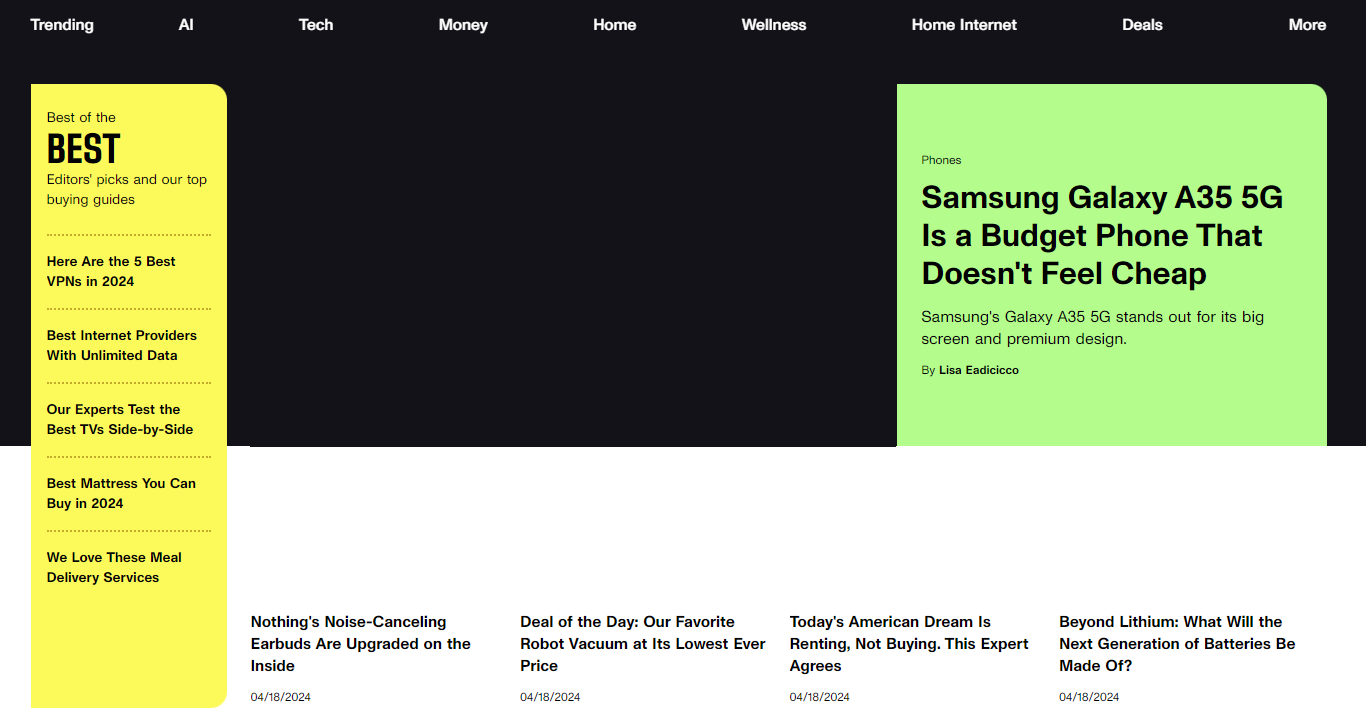 Trending AI Tech Money Home Wellness Home Internet Deals More
Best of the
BEST
Editors' picks and our top
buying guides
Here Are the 5 Best
VPNs in 2024
Best Internet Providers
With Unlimited Data
Our Experts Test the
Best TVs Side-by-Side
Best Mattress You Can
Buy in 2024
We Love These Meal
Delivery Services
Phones
Samsung Galaxy A35 5G
Is a Budget Phone That
Doesn't Feel Cheap
Samsung's Galaxy A35 5G stands out for its big
screen and premium design.
By Lisa Eadicicco
Nothing's Noise-Canceling
Earbuds Are Upgraded on the
Inside
04/18/2024
Deal of the Day: Our Favorite
Robot Vacuum at Its Lowest Ever
Price
04/18/2024
Today's American Dream Is
Renting, Not Buying. This Expert
Agrees
04/18/2024
Beyond Lithium: What Will the
Next Generation of Batteries Be
Made Of?
04/18/2024